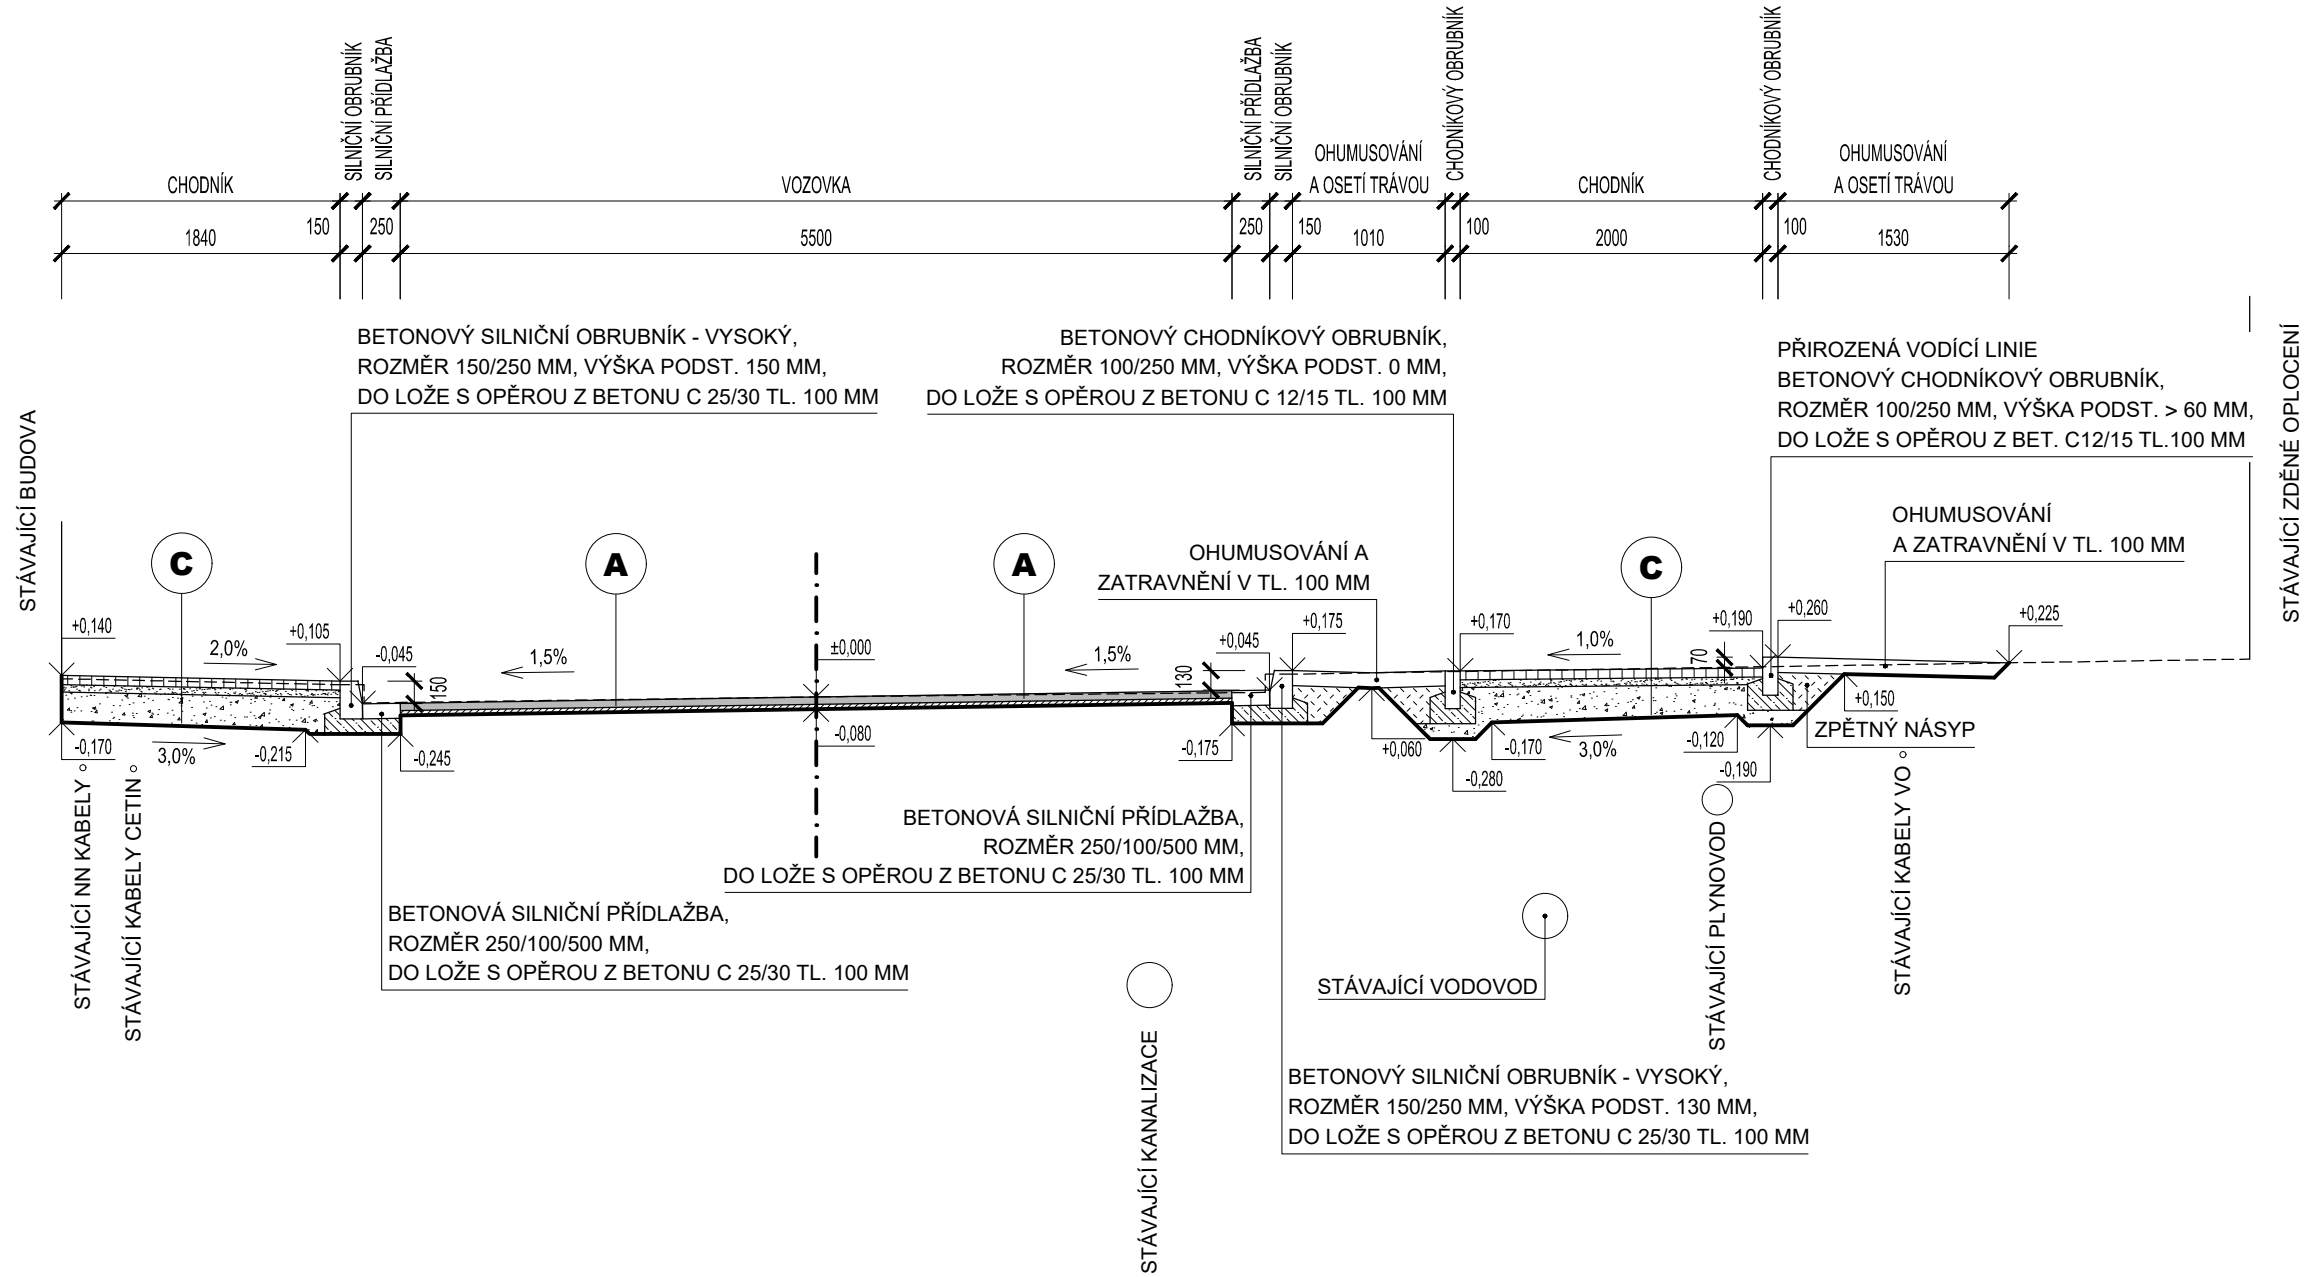 SILNIČNÍ OBRUBNÍK
SILNIČNÍ PŘÍDLAŽBA
SILNIČNÍ PŘÍDLAŽBA
SILNIČNÍ OBRUBNÍK
CHODNÍKOVÝ OBRUBNÍK
CHODNÍKOVÝ OBRUBNÍK
CHODNÍK
VOZOVKA
OHUMUSOVÁNÍ
A OSETÍ TRÁVOU
CHODNÍK
OHUMUSOVÁNÍ
A OSETÍ TRÁVOU
1840
150
250
5500
250
150
1010
100
2000
100
1530
BETONOVÝ SILNIČNÍ OBRUBNÍK - VYSOKÝ,
ROZMĚR 150/250 MM, VÝŠKA PODST. 150 MM,
DO LOŽE S OPĚROU Z BETONU C 25/30 TL. 100 MM
BETONOVÝ CHODNÍKOVÝ OBRUBNÍK,
ROZMĚR 100/250 MM, VÝŠKA PODST. 0 MM,
DO LOŽE S OPĚROU Z BETONU C 12/15 TL. 100 MM
PŘIROZENÁ VODÍCÍ LINIE
BETONOVÝ CHODNÍKOVÝ OBRUBNÍK,
ROZMĚR 100/250 MM, VÝŠKA PODST. > 60 MM,
DO LOŽE S OPĚROU Z BET. C12/15 TL.100 MM
STÁVAJÍCÍ BUDOVA
STÁVAJÍCÍ ZDĚNÉ OPLOCENÍ
OHUMUSOVÁNÍ
A ZATRAVNĚNÍ V TL. 100 MM
OHUMUSOVÁNÍ A
ZATRAVNĚNÍ V TL. 100 MM
C
A
A
C
+0,140
2,0%
+0,105
-0,045
150
1,5%
±0,000
1,5%
130
+0,045
+0,175
+0,170
1,0%
70
+0,190
+0,260
+0,225
-0,170
3,0%
-0,215
-0,245
-0,080
-0,175
+0,060
-0,280
-0,170
3,0%
-0,120
-0,190
+0,150
ZPĚTNÝ NÁSYP
STÁVAJÍCÍ NN KABELY
STÁVAJÍCÍ KABELY CETIN
BETONOVÁ SILNIČNÍ PŘÍDLAŽBA,
ROZMĚR 250/100/500 MM,
DO LOŽE S OPĚROU Z BETONU C 25/30 TL. 100 MM
BETONOVÁ SILNIČNÍ PŘÍDLAŽBA,
ROZMĚR 250/100/500 MM,
DO LOŽE S OPĚROU Z BETONU C 25/30 TL. 100 MM
STÁVAJÍCÍ KANALIZACE
STÁVAJÍCÍ VODOVOD
STÁVAJÍCÍ PLYNOVOD
STÁVAJÍCÍ KABELY VO
BETONOVÝ SILNIČNÍ OBRUBNÍK - VYSOKÝ,
ROZMĚR 150/250 MM, VÝŠKA PODST. 130 MM,
DO LOŽE S OPĚROU Z BETONU C 25/30 TL. 100 MM